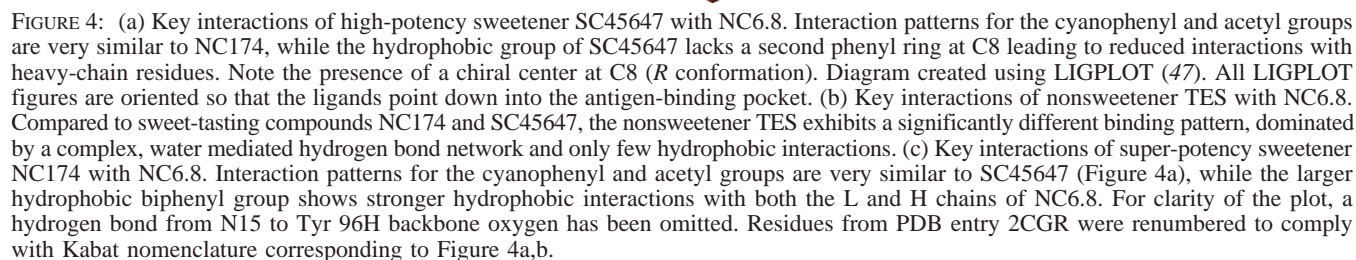 FIGURE 4: (a) Key interactions of high-potency sweetener SC45647 with NC6.8. Interaction patterns for the cyanophenyl and acetyl groups
are very similar to NC174, while the hydrophobic group of SC45647 lacks a second phenyl ring at C8 leading to reduced interactions with
heavy-chain residues. Note the presence of a chiral center at C8 (R conformation). Diagram created using LIGPLOT (47). All LIGPLOT
figures are oriented so that the ligands point down into the antigen-binding pocket. (b) Key interactions of nonsweetener TES with NC6.8.
Compared to sweet-tasting compounds NC174 and SC45647, the nonsweetener TES exhibits a significantly different binding pattern, dominated
by a complex, water mediated hydrogen bond network and only few hydrophobic interactions. (c) Key interactions of super-potency sweetener
NC174 with NC6.8. Interaction patterns for the cyanophenyl and acetyl groups are very similar to SC45647 (Figure 4a), while the larger
hydrophobic biphenyl group shows stronger hydrophobic interactions with both the L and H chains of NC6.8. For clarity of the plot, a
hydrogen bond from N15 to Tyr 96H backbone oxygen has been omitted. Residues from PDB entry 2CGR were renumbered to comply
with Kabat nomenclature corresponding to Figure 4a,b.